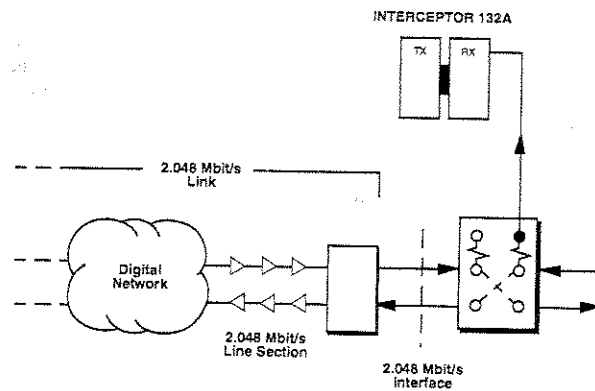 INTERCEPTOR 132A
TX
RX
2.048 Mbit/s
Link
Digital
Network
2.048 Mbit/s
Line Section
2.048 Mbit/s
Interface